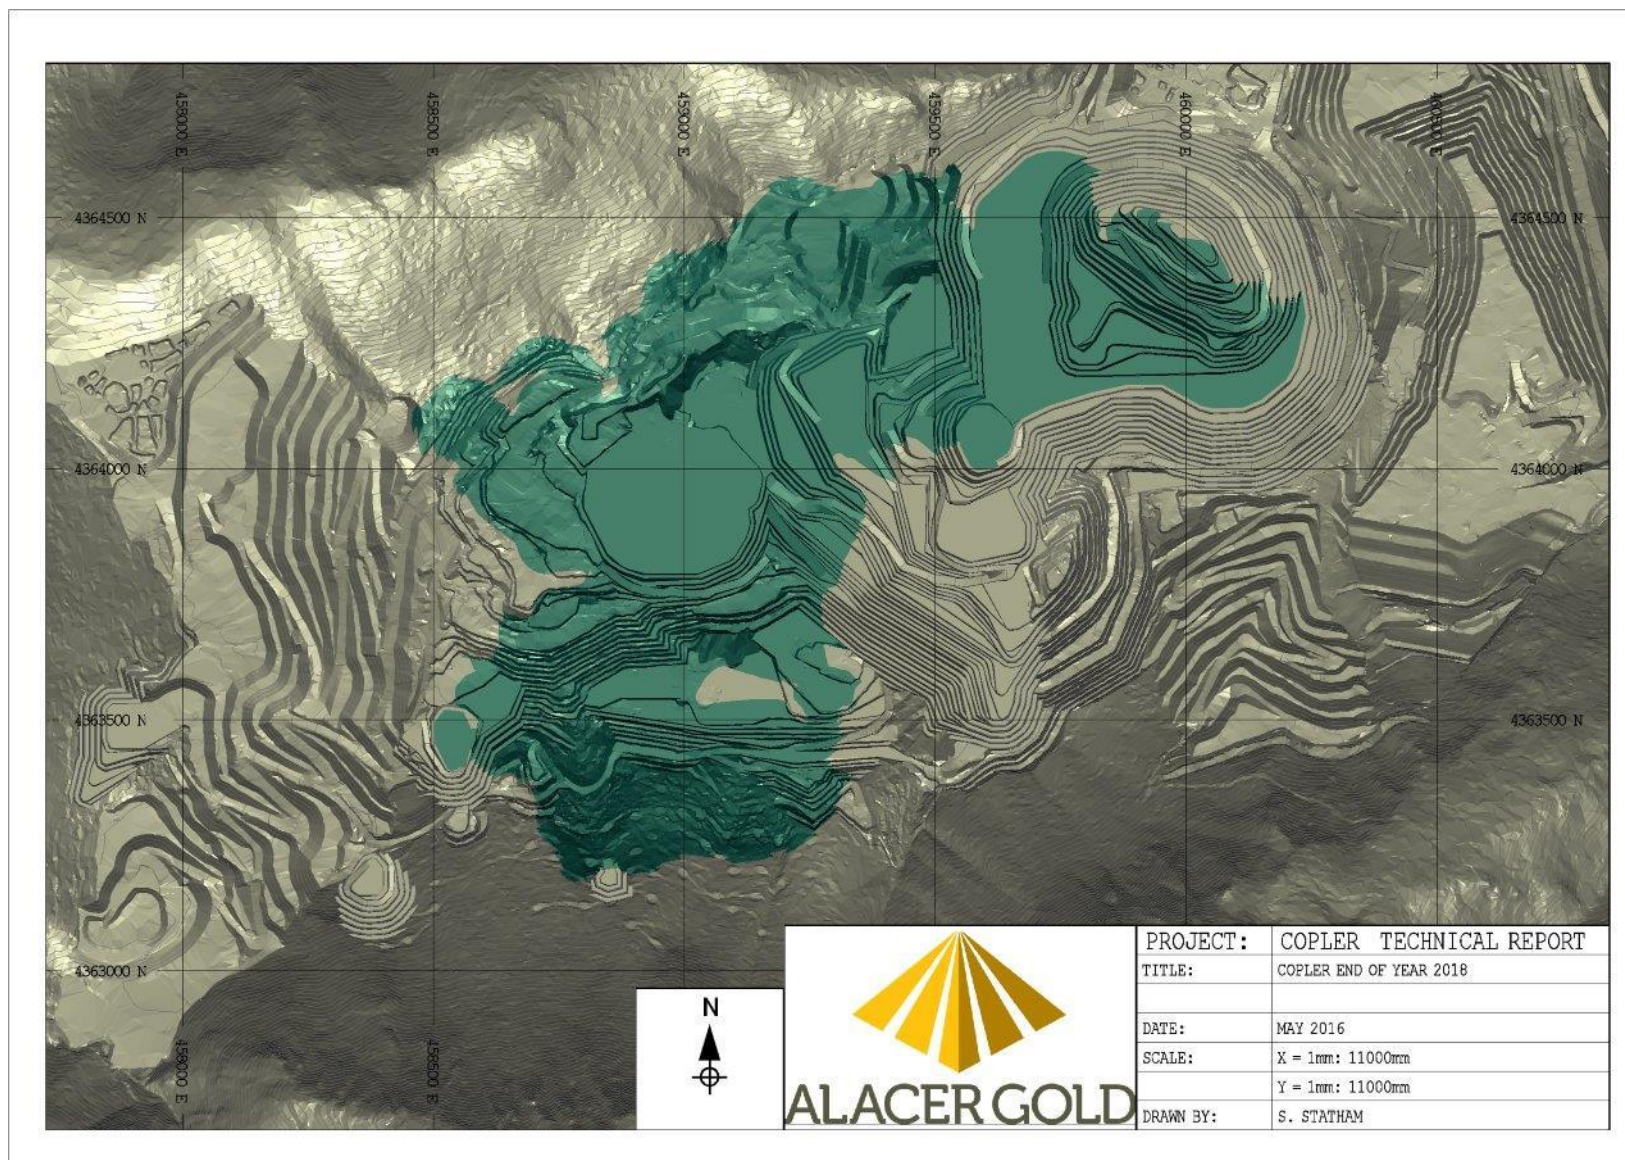 458000 E
458500 E
459000 E
459500 E
460000 E
460500 E
4364500 N
4364500 N
4364000 N
4364000 N
4363500 N
4363500 N
4363000 N
458000 E
458500 E
N
ALACER GOLD
PROJECT: COPLER TECHNICAL REPORT
TITLE: COPLER END OF YEAR 2018
DATE: MAY 2016
SCALE: X = 1mm: 11000mm
Y = 1mm: 11000mm
DRAWN BY: S. STATHAM